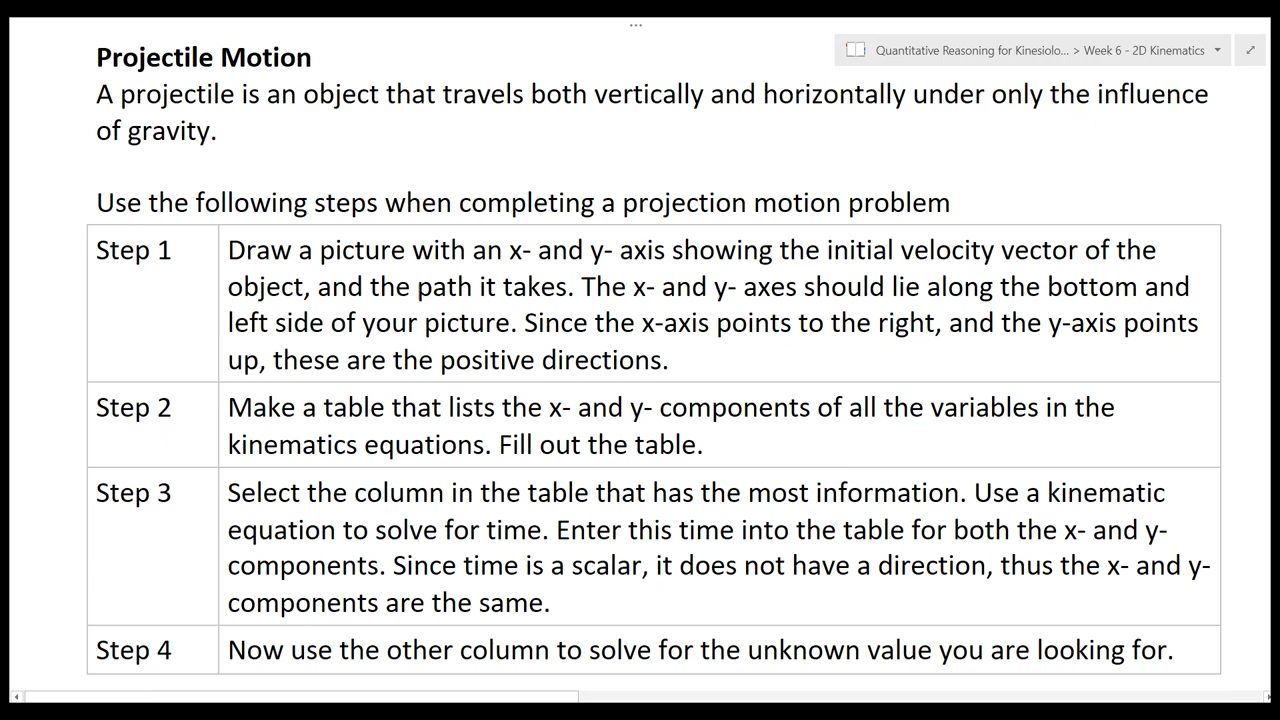 ...
Projectile Motion
Quantitative Reasoning for Kinesiolo... > Week 6 - 2D Kinematics
A projectile is an object that travels both vertically and horizontally under only the influence
of gravity.
Use the following steps when completing a projection motion problem
Step 1
Draw a picture with an x- and y- axis showing the initial velocity vector of the
object, and the path it takes. The x- and y- axes should lie along the bottom and
left side of your picture. Since the x-axis points to the right, and the y-axis points
up, these are the positive directions.
Step 2
Make a table that lists the x- and y- components of all the variables in the
kinematics equations. Fill out the table.
Step 3
Select the column in the table that has the most information. Use a kinematic
equation to solve for time. Enter this time into the table for both the x- and y-
components. Since time is a scalar, it does not have a direction, thus the x- and y-
components are the same.
Step 4
Now use the other column to solve for the unknown value you are looking for.